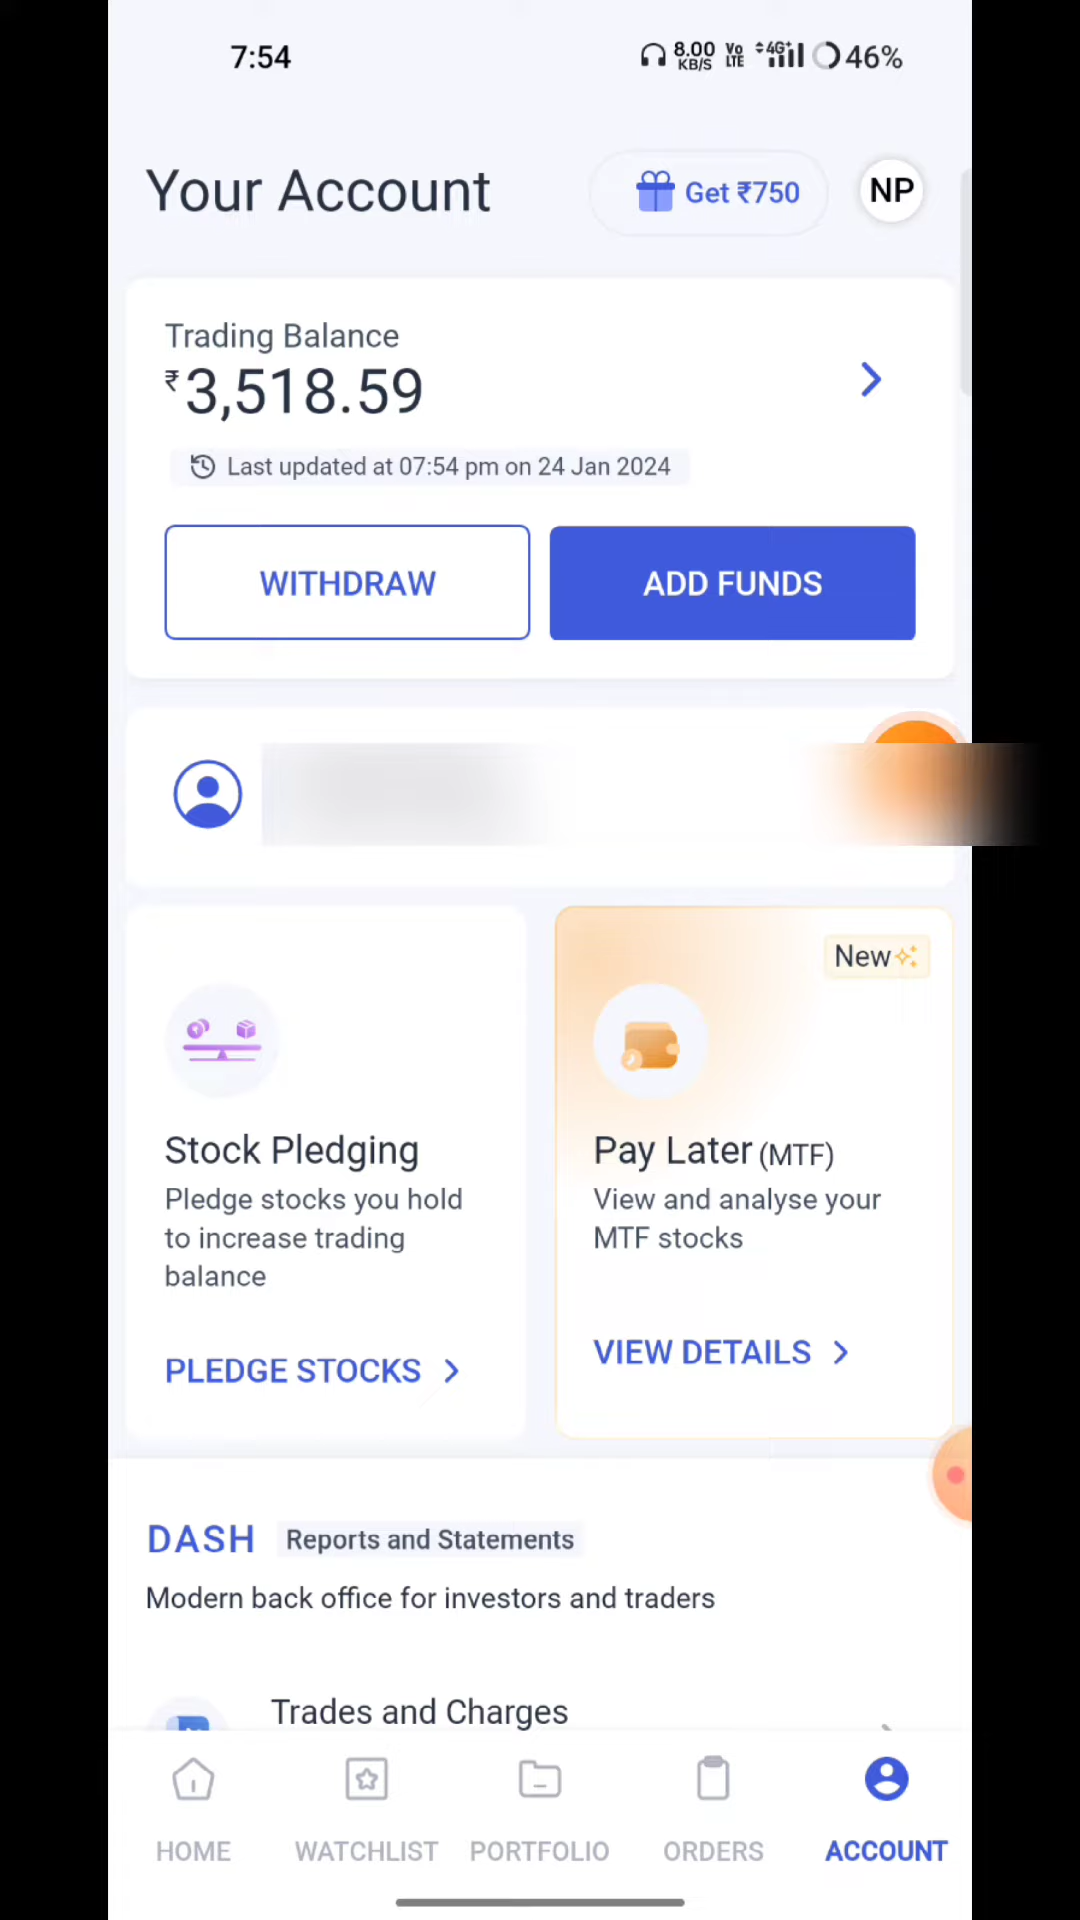 7:54
8.00 KB/S Vo LTE 4G+ 46%
Your Account
Get ₹750
NP
Trading Balance
₹3,518.59
Last updated at 07:54 pm on 24 Jan 2024
WITHDRAW
ADD FUNDS
New
Stock Pledging
Pledge stocks you hold
to increase trading
balance
PLEDGE STOCKS
Pay Later (MTF)
View and analyse your
MTF stocks
VIEW DETAILS
DASH Reports and Statements
Modern back office for investors and traders
Trades and Charges
HOME WATCHLIST PORTFOLIO ORDERS ACCOUNT